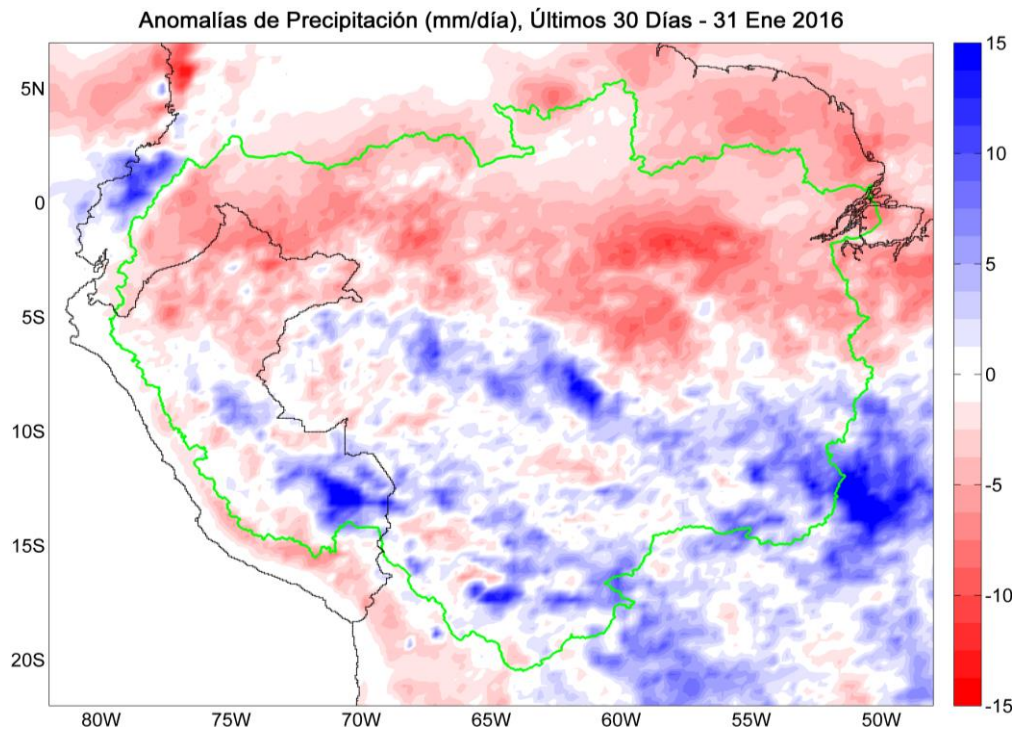 Anomalías de Precipitación (mm/día), Últimos 30 Días - 31 Ene 2016
15
5N
10
0
5
5S
0
10S
-5
15S
-10
20S
-15
80W 75W 70W 65W 60W 55W 50W